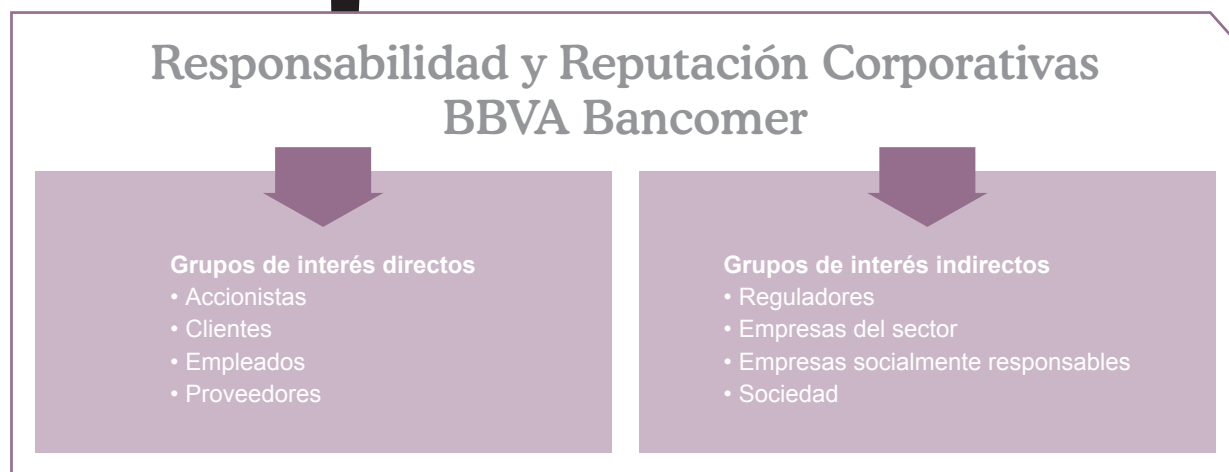 Responsabilidad y Reputación Corporativas
BBVA Bancomer
Grupos de interés directos
• Accionistas
• Clientes
• Empleados
• Proveedores
Grupos de interés indirectos
• Reguladores
• Empresas del sector
• Empresas socialmente responsables
• Sociedad